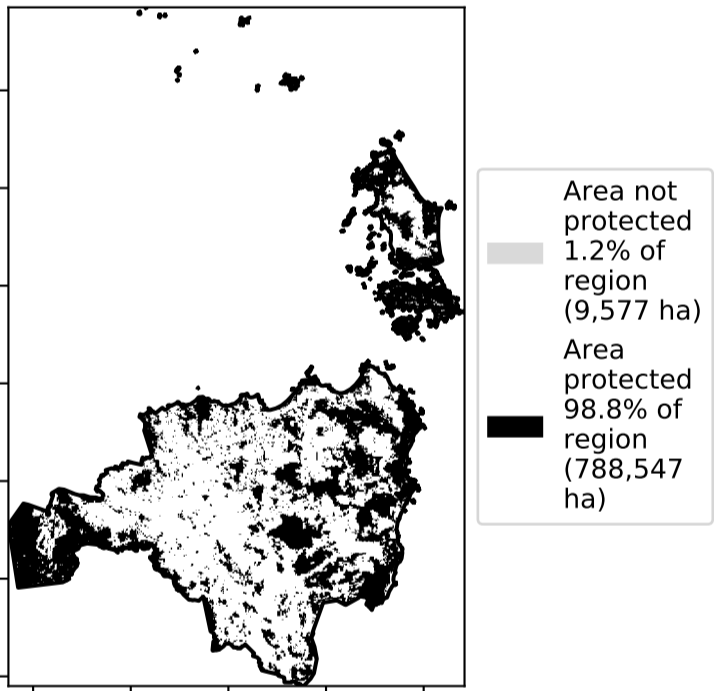 Area not
protected
1.2% of
region
(9,577 ha)
Area
protected
98.8% of
region
(788,547
ha)